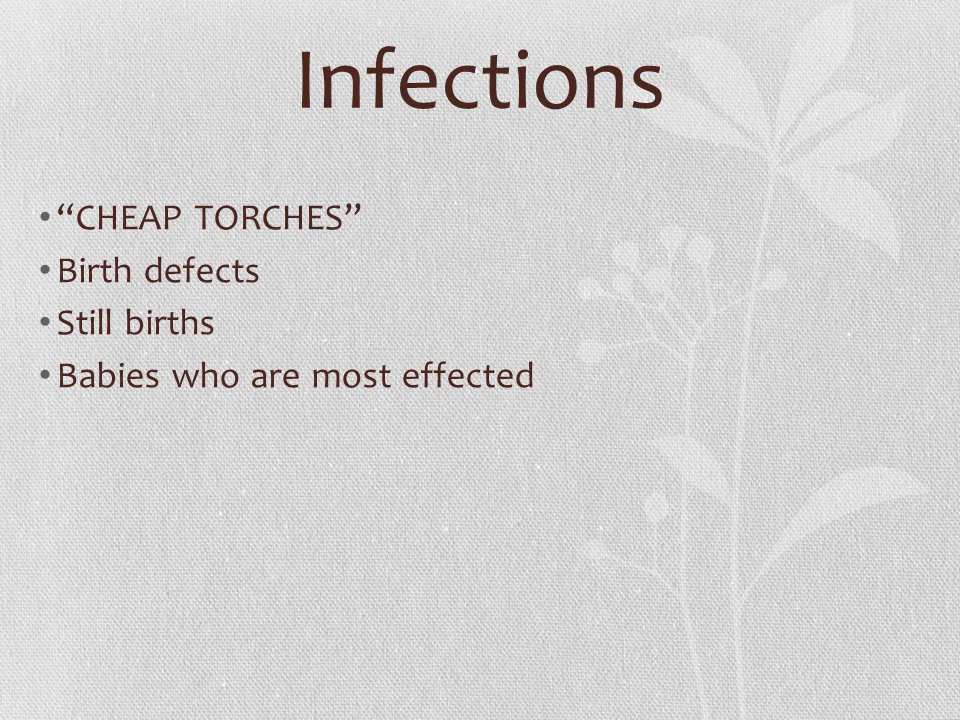 Infections
• “CHEAP TORCHES”
• Birth defects
• Still births
• Babies who are most effected